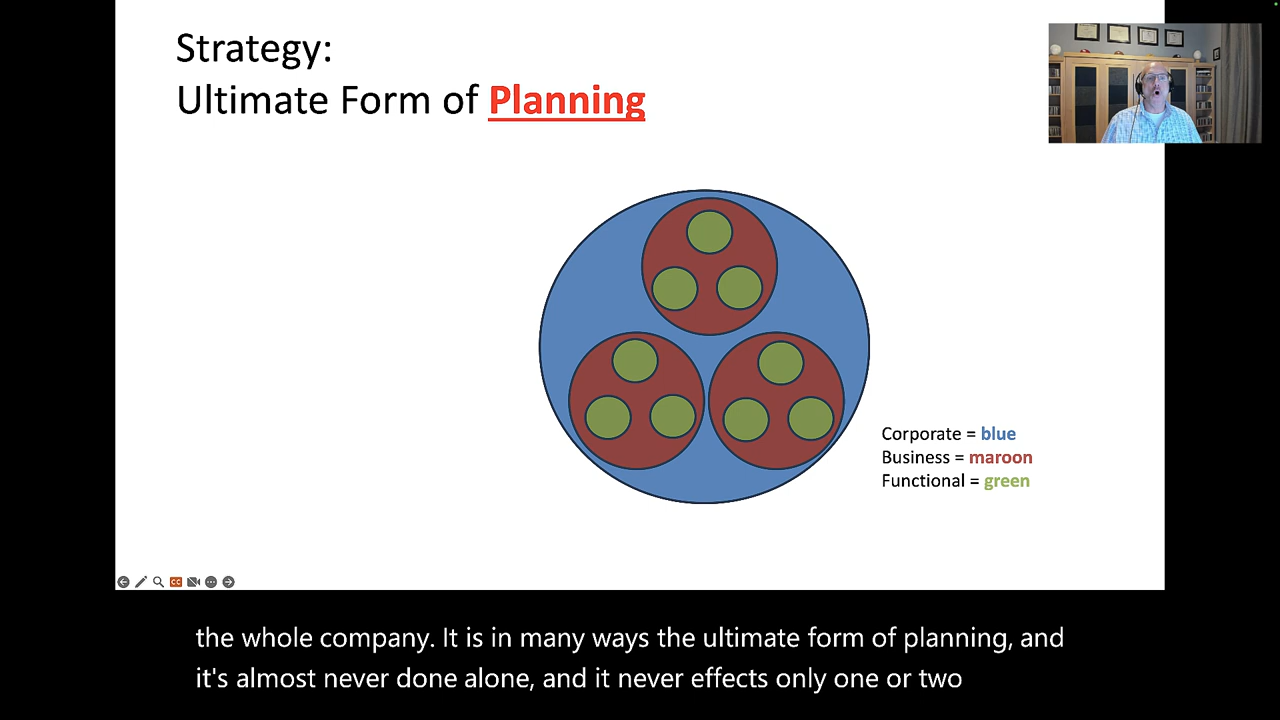 Strategy:
Ultimate Form of Planning
Corporate = blue
Business = maroon
Functional = green
CC
the whole company. It is in many ways the ultimate form of planning, and
it's almost never done alone, and it never effects only one or two